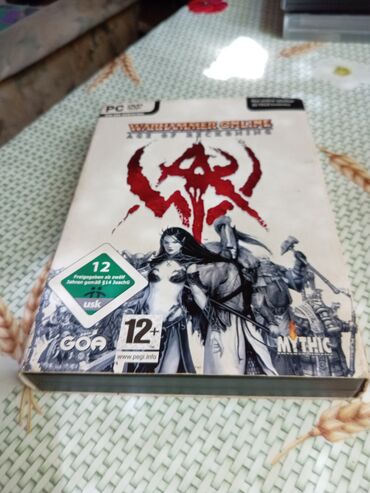 PC DVD
WARHAMMER ONLINE
AGE OF RECKONING
12
Freigegeben ab zwölf
Jahren gemäß §14 JuschG
usk
GOA
12+
www.pegi.info
MYTHIC